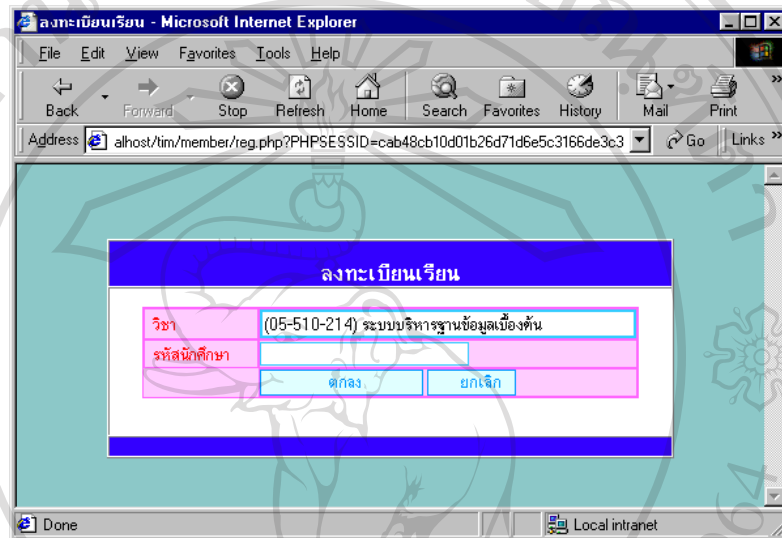 ลงทะเบียนเรียน - Microsoft Internet Explorer
File Edit View Favorites Tools Help
Back Forward Stop Refresh Home Search Favorites History Mail Print »
Address alhost/tim/member/reg.php?PHPSESSID=cab48cb10d01b26d71d6e5c3166de3c3 Go Links »
ลงทะเบียนเรียน
วิชา (05-510-214) ระบบบริหารฐานข้อมูลเบื้องต้น
รหัสนักศึกษา
ตกลง ยกเลิก
Done Local intranet